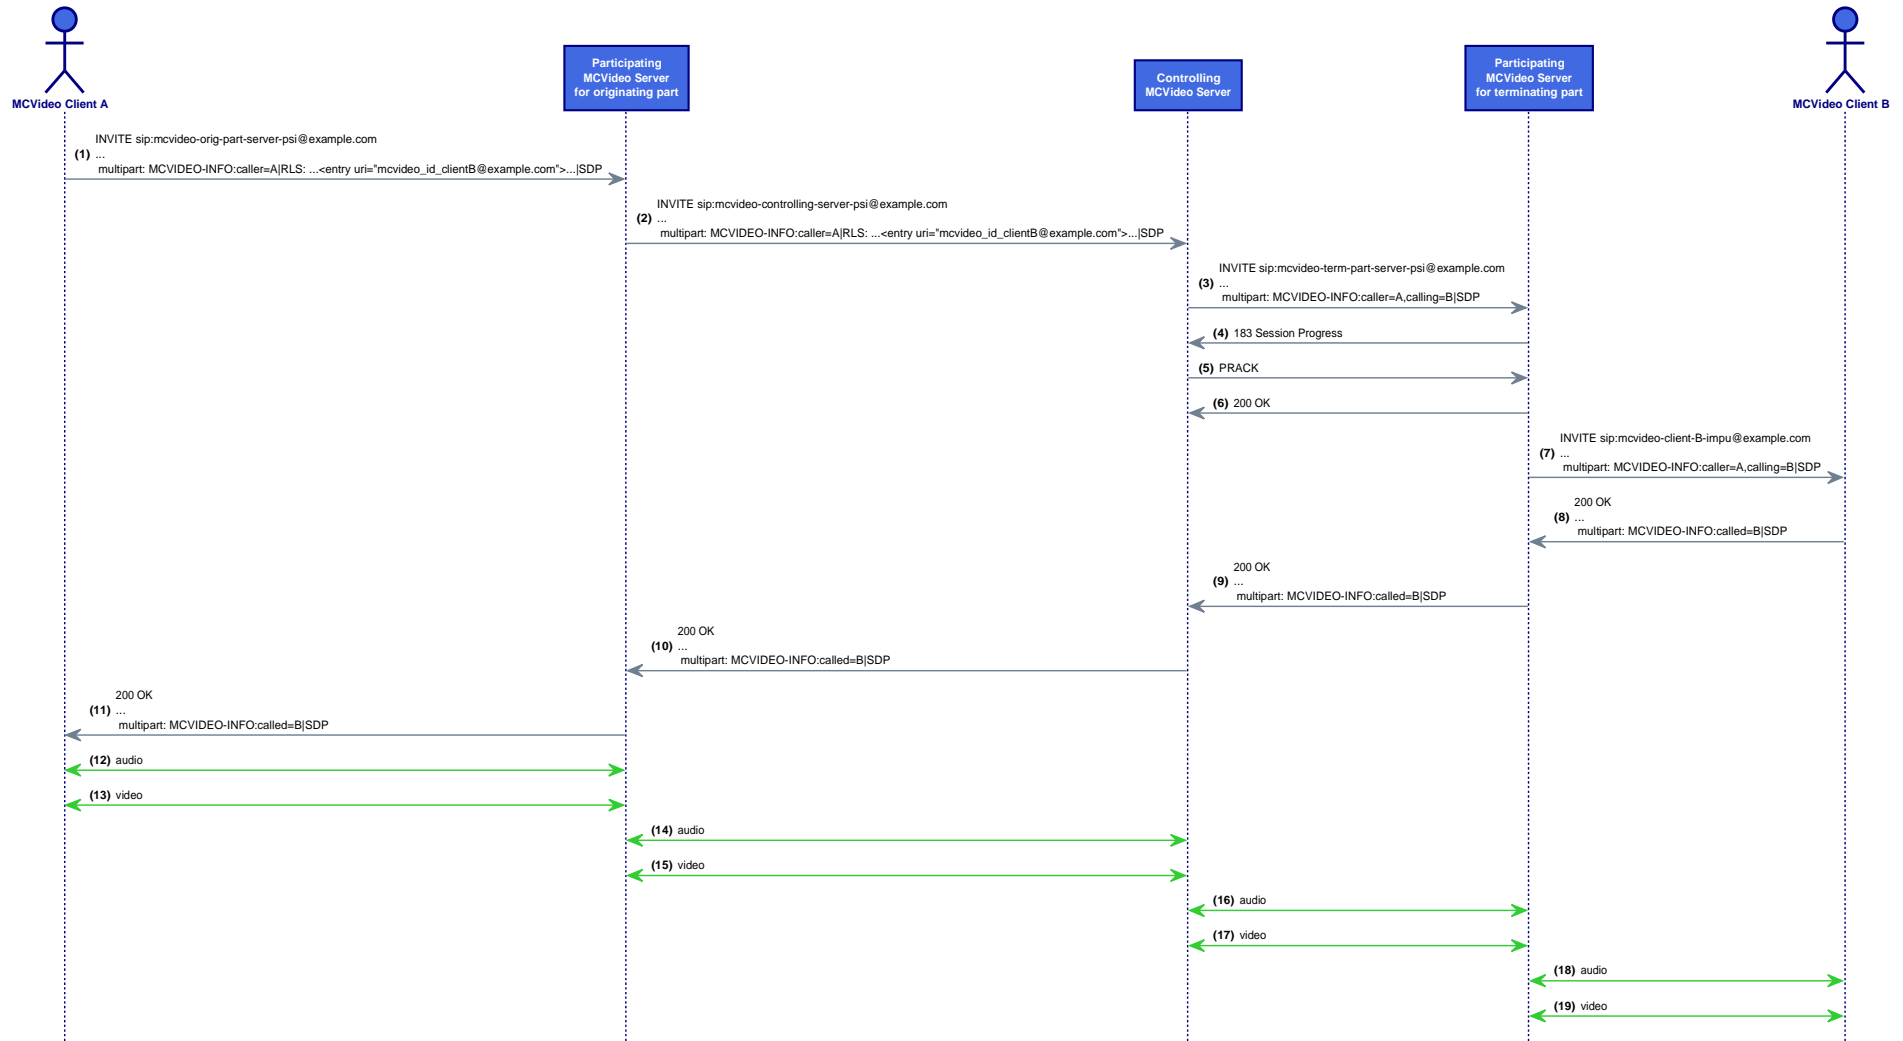 MCVideo Client A
Participating
MCVideo Server
for originating part
Controlling
MCVideo Server
Participating
MCVideo Server
for terminating part
MCVideo Client B
INVITE sip:mcvideo-orig-part-server-psi@example.com
(1) ...
multipart: MCVIDEO-INFO:caller=A|RLS: ...<entry uri="mcvideo_id_clientB@example.com">...|SDP
INVITE sip:mcvideo-controlling-server-psi@example.com
(2) ...
multipart: MCVIDEO-INFO:caller=A|RLS: ...<entry uri="mcvideo_id_clientB@example.com">...|SDP
INVITE sip:mcvideo-term-part-server-psi@example.com
(3) ...
multipart: MCVIDEO-INFO:caller=A,calling=B|SDP
(4) 183 Session Progress
(5) PRACK
(6) 200 OK
INVITE sip:mcvideo-client-B-impu@example.com
(7) ...
multipart: MCVIDEO-INFO:caller=A,calling=B|SDP
200 OK
(8) ...
multipart: MCVIDEO-INFO:called=B|SDP
200 OK
(9) ...
multipart: MCVIDEO-INFO:called=B|SDP
200 OK
(10) ...
multipart: MCVIDEO-INFO:called=B|SDP
200 OK
(11) ...
multipart: MCVIDEO-INFO:called=B|SDP
(12) audio
(13) video
(14) audio
(15) video
(16) audio
(17) video
(18) audio
(19) video